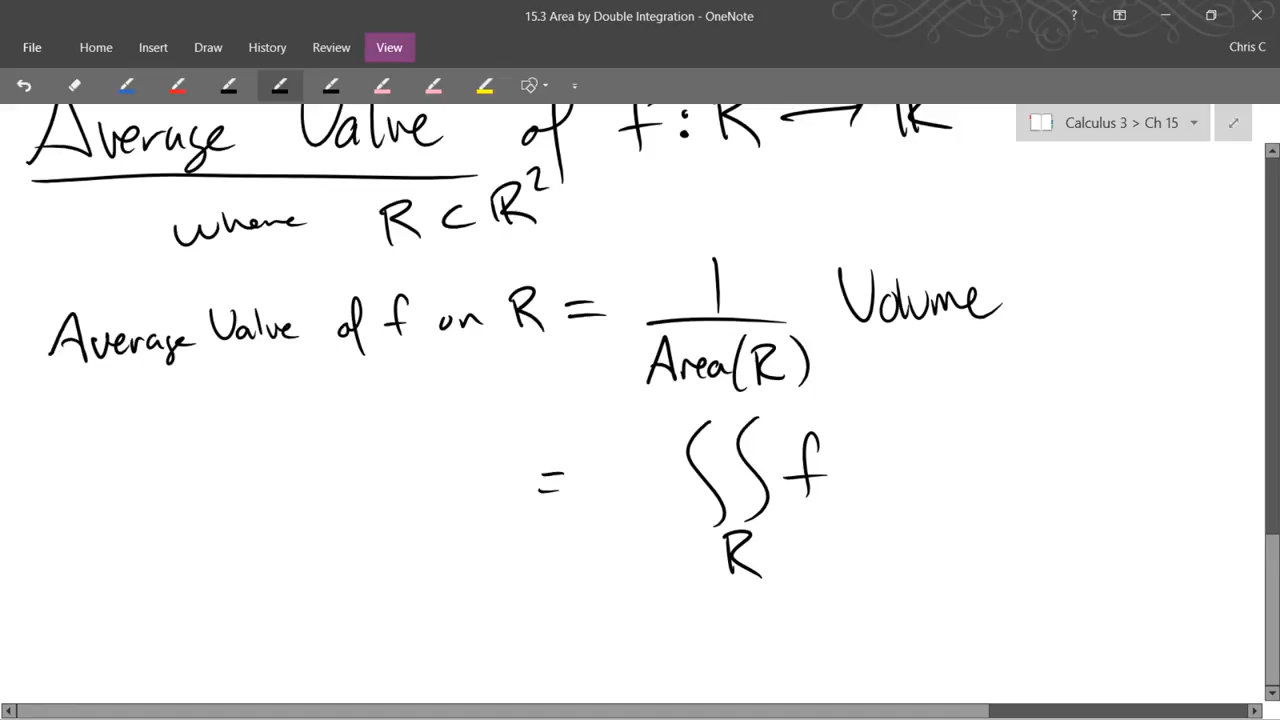 15.3 Area by Double Integration - OneNote
?
File Home Insert Draw History Review View
Chris C
Calculus 3 > Ch 15
Average Value of f : R → ℝ
where R ⊂ ℝ²
Average Value of f on R = 1/Area(R) Volume
= ∬_R f